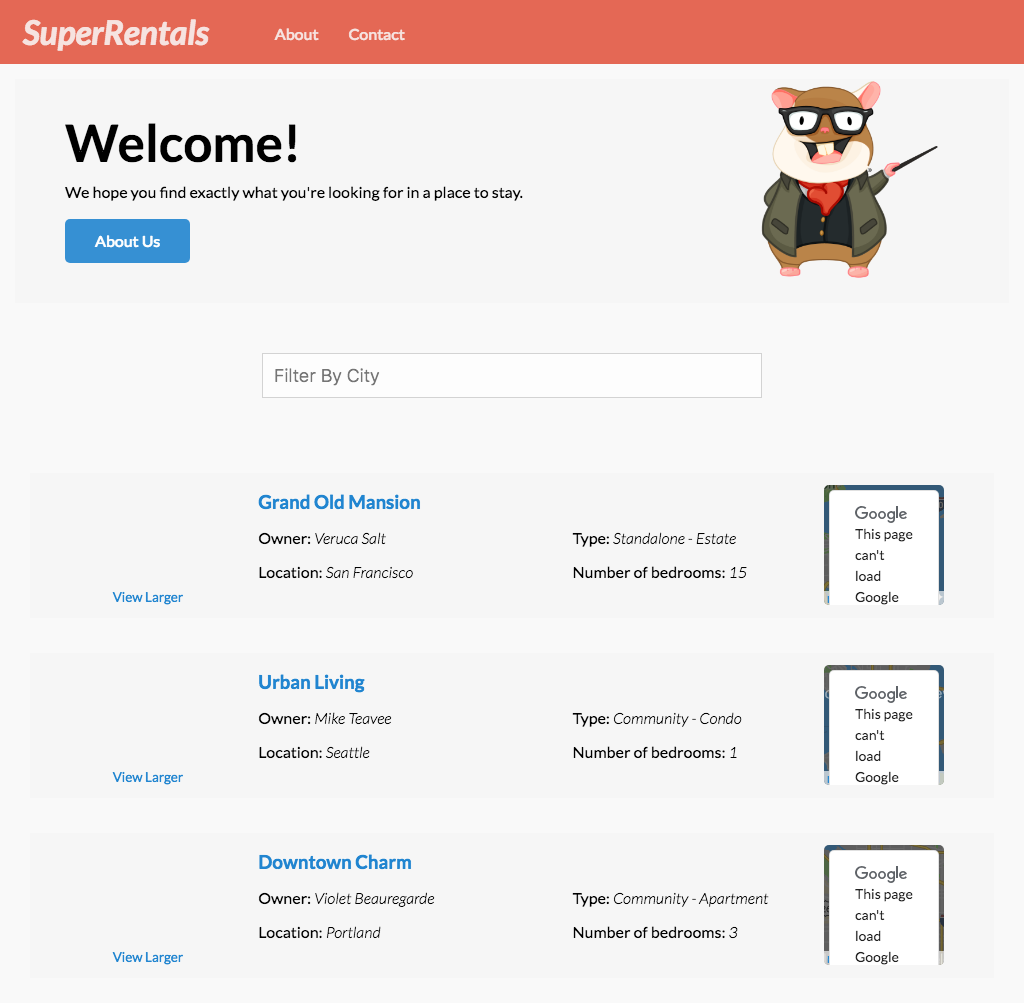 SuperRentals
About
Contact
Welcome!
We hope you find exactly what you're looking for in a place to stay.
About Us
Filter By City
Grand Old Mansion
Owner: Veruca Salt
Type: Standalone - Estate
Location: San Francisco
Number of bedrooms: 15
View Larger
Google
This page
can't
load
Google
Urban Living
Owner: Mike Teavee
Type: Community - Condo
Location: Seattle
Number of bedrooms: 1
View Larger
Google
This page
can't
load
Google
Downtown Charm
Owner: Violet Beauregarde
Type: Community - Apartment
Location: Portland
Number of bedrooms: 3
View Larger
Google
This page
can't
load
Google